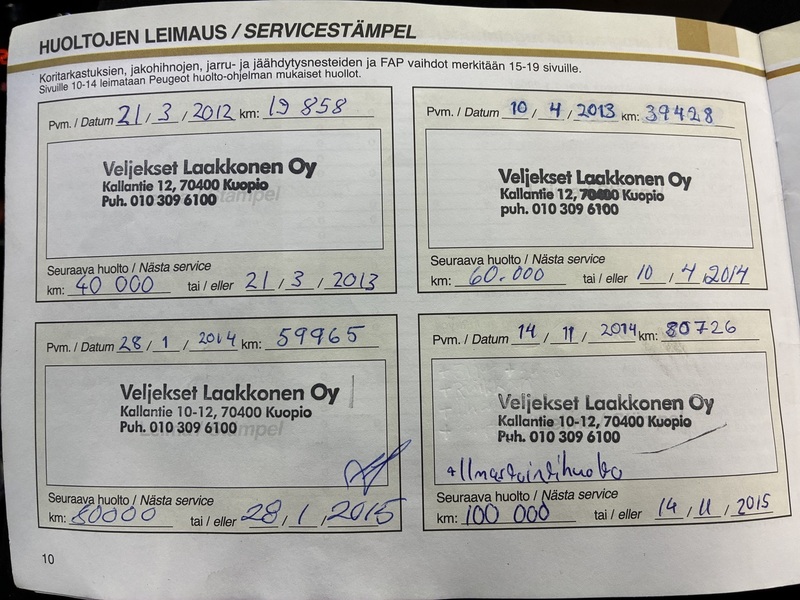 HUOLTOJEN LEIMAUS / SERVICESTÄMPEL
Koritarkastuksien, jakohihnojen, jarru- ja jäähdytysnesteiden ja FAP vaihdot merkitään 15-19 sivuille.
Sivuille 10-14 leimataan Peugeot huolto-ohjelman mukaiset huollot.
Pvm. / Datum 21 / 3 / 2012 km: 19 858
Veljekset Laakkonen Oy
Kallantie 12, 70400 Kuopio
Puh. 010 309 6100
Seuraava huolto / Nästa service
km: 40 000 tai / eller 21 / 3 / 2013
Pvm. / Datum 10 / 4 / 2013 km: 39428
Veljekset Laakkonen Oy
Kallantie 12, 70400 Kuopio
puh. 010 309 6100
Seuraava huolto / Nästa service
km: 60.000 tai / eller 10 / 4 / 2014
Pvm. / Datum 28 / 1 / 2014 km: 59965
Veljekset Laakkonen Oy
Kallantie 10-12, 70400 Kuopio
Puh. 010 309 6100
Seuraava huolto / Nästa service
km: 80000 tai / eller 28 / 1 / 2015
Pvm. / Datum 14 / 11 / 2014 km: 80726
Veljekset Laakkonen Oy
Kallantie 10-12, 70400 Kuopio
Puh. 010 309 6100
+Ilmastointihuolto
Seuraava huolto / Nästa service
km: 100 000 tai / eller 14 / 11 / 2015
10